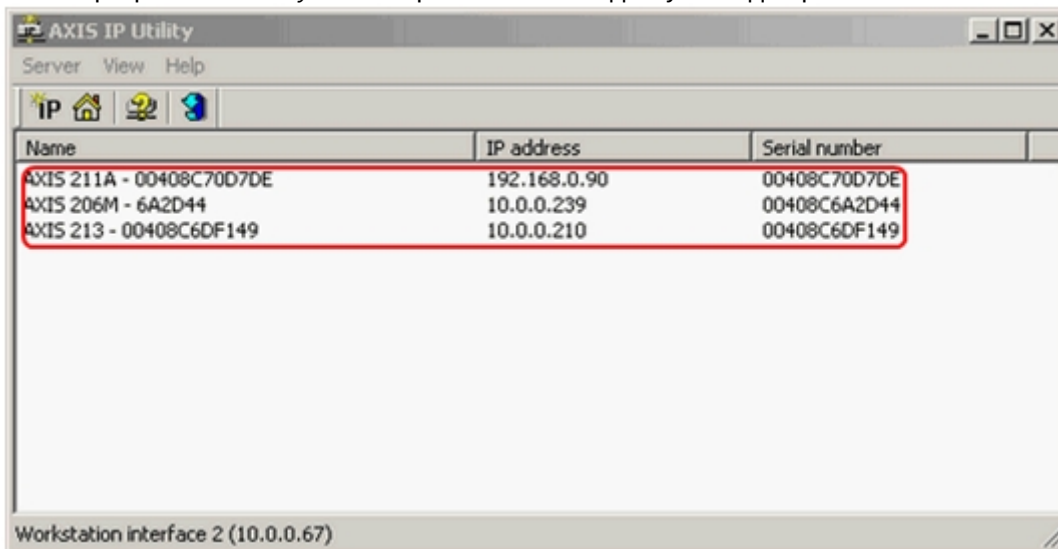 AXIS IP Utility
Server View Help
IP
Name IP address Serial number
AXIS 211A - 00408C70D7DE 192.168.0.90 00408C70D7DE
AXIS 206M - 6A2D44 10.0.0.239 00408C6A2D44
AXIS 213 - 00408C6DF149 10.0.0.210 00408C6DF149
Workstation interface 2 (10.0.0.67)